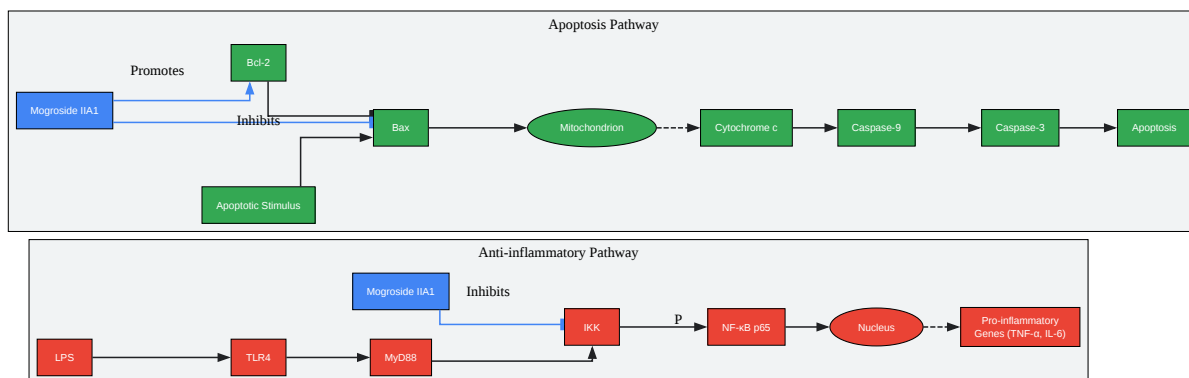 Apoptosis Pathway
Bcl-2
Promotes
Mogroside IIA1
Inhibits
Bax
Mitochondrion
Cytochrome c
Caspase-9
Caspase-3
Apoptosis
Apoptotic Stimulus
Anti-inflammatory Pathway
Mogroside IIA1
Inhibits
IKK
P
NF-κB p65
Nucleus
Pro-inflammatory
Genes (TNF-α, IL-6)
LPS
TLR4
MyD88